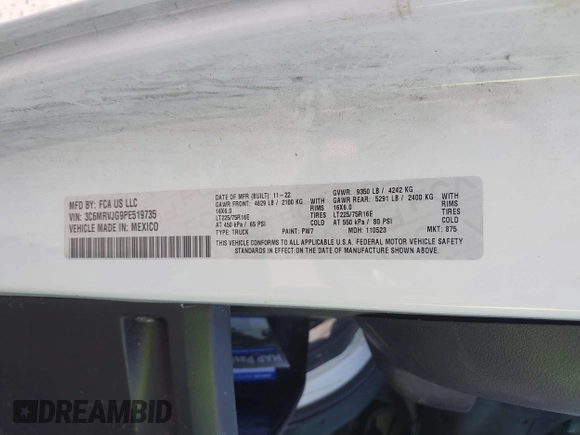 MFD BY: FCA US LLC
VIN: 3C6MRVJG9PE519735
VEHICLE MADE IN: MEXICO
DATE OF MFR (BUILT) 11-22
GVWR: 9350 LB / 4242 KG
GAWR FRONT: 4629 LB / 2100 KG WITH
16X6.0 RIMS
LT225/75R16E TIRES
AT 450 kPa / 65 PSI COLD
GAWR REAR: 5291 LB / 2400 KG WITH
16X6.0 RIMS
LT225/75R16E TIRES
AT 550 kPa / 80 PSI COLD
TYPE: TRUCK PAINT: PW7 MDH: 110523 MKT: 875
THIS VEHICLE CONFORMS TO ALL APPLICABLE U.S.A. FEDERAL MOTOR VEHICLE SAFETY
STANDARDS IN EFFECT ON THE DATE OF MANUFACTURE SHOWN ABOVE.
DREAMBID